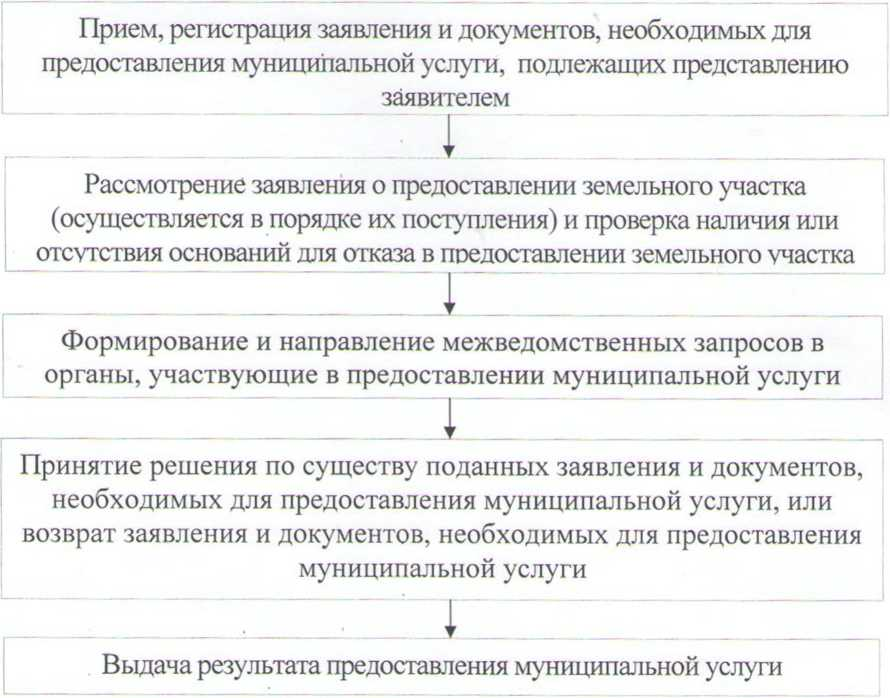 Прием, регистрация заявления и документов, необходимых для
предоставления муниципальной услуги, подлежащих представлению
заявителем
Рассмотрение заявления о предоставлении земельного участка
(осуществляется в порядке их поступления) и проверка наличия или
отсутствия оснований для отказа в предоставлении земельного участка
Формирование и направление межведомственных запросов в
органы, участвующие в предоставлении муниципальной услуги
Принятие решения по существу поданных заявления и документов,
необходимых для предоставления муниципальной услуги, или
возврат заявления и документов, необходимых для предоставления
муниципальной услуги
Выдача результата предоставления муниципальной услуги